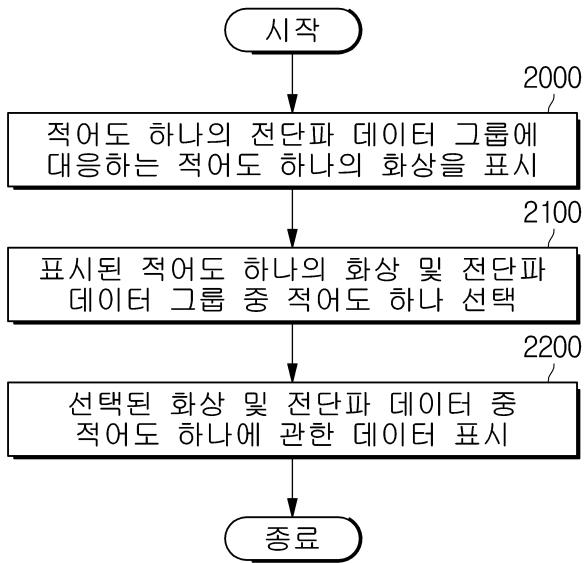 시작
2000
적어도 하나의 전단파 데이터 그룹에
대응하는 적어도 하나의 화상을 표시
2100
표시된 적어도 하나의 화상 및 전단파
데이터 그룹 중 적어도 하나 선택
2200
선택된 화상 및 전단파 데이터 중
적어도 하나에 관한 데이터 표시
종료